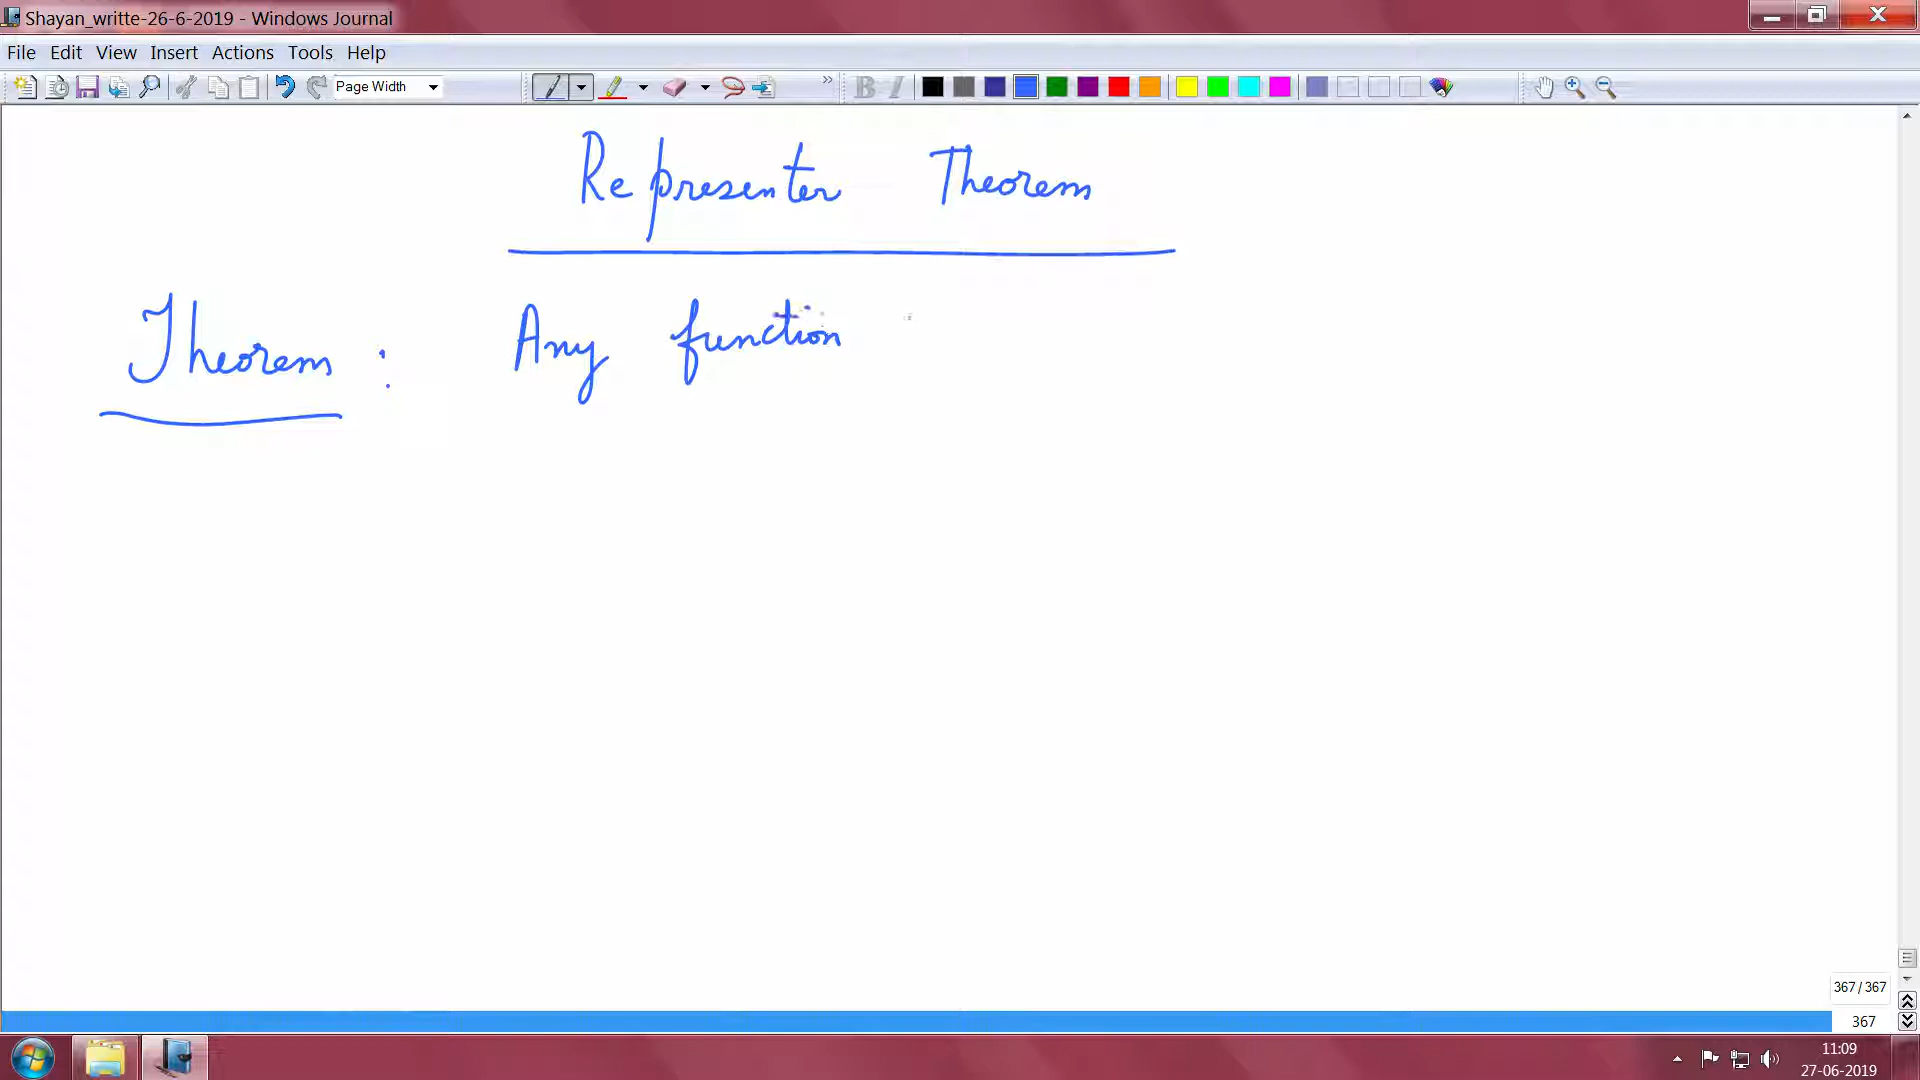 Shayan_writte-26-6-2019 - Windows Journal
File Edit View Insert Actions Tools Help
Page Width
B I
Representer Theorem
Theorem : Any function
367 / 367
367
11:09
27-06-2019